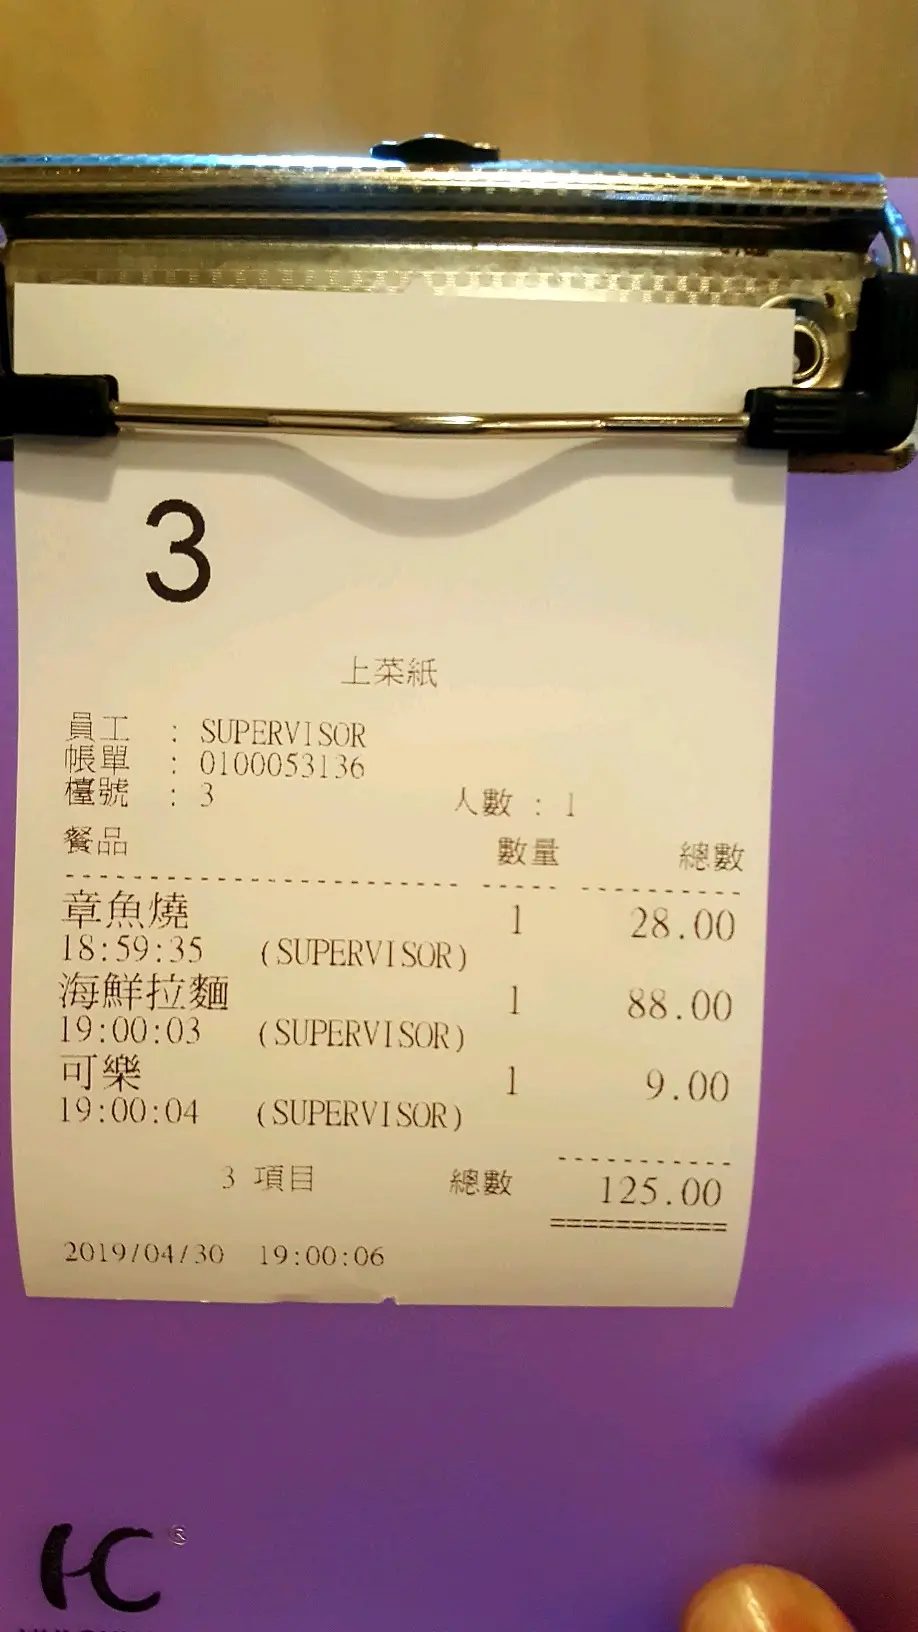 3
上菜紙
員工 : SUPERVISOR
帳單 : 0100053136
檯號 : 3 人數 : 1
餐品 數量 總數
章魚燒 1 28.00
18:59:35 (SUPERVISOR)
海鮮拉麵 1 88.00
19:00:03 (SUPERVISOR)
可樂 1 9.00
19:00:04 (SUPERVISOR)
3 項目 總數 125.00
2019/04/30 19:00:06
HC®